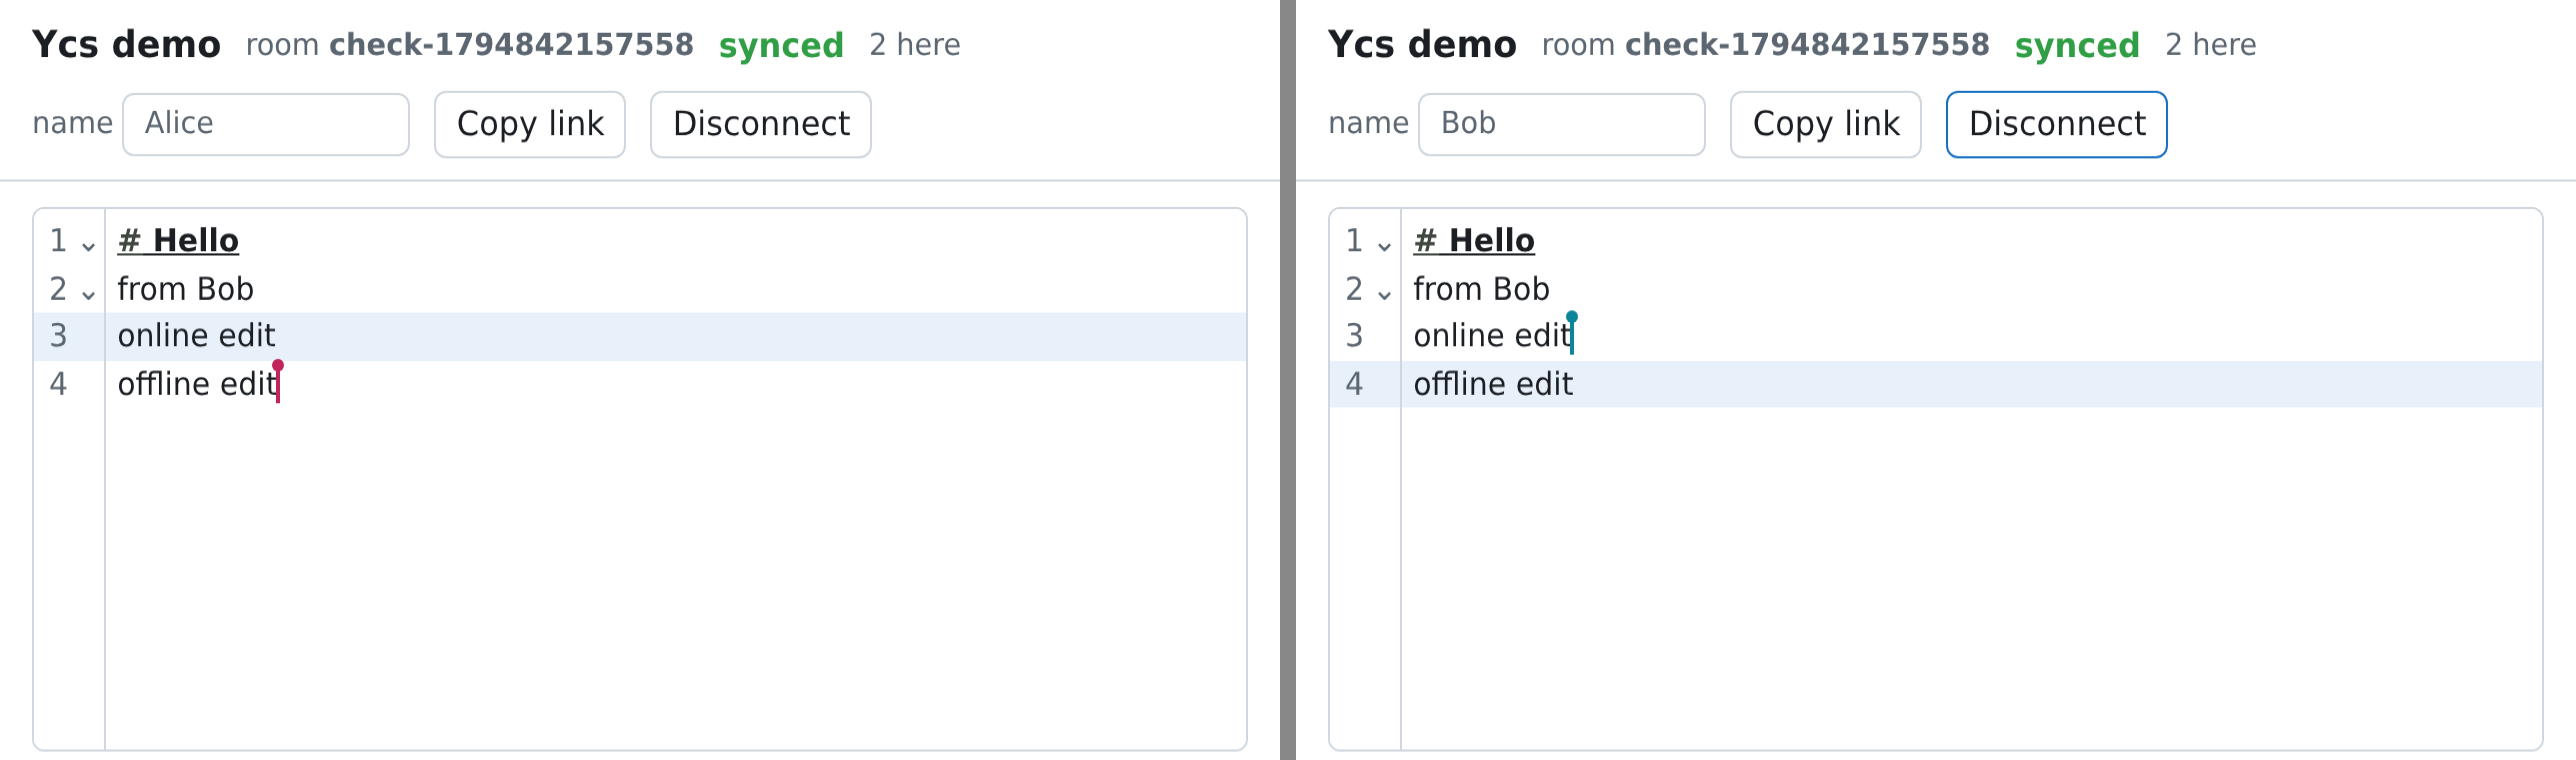 Ycs demo room check-1794842157558 synced 2 here
name Alice Copy link Disconnect
1 # Hello
2 from Bob
3 online edit
4 offline edit
Ycs demo room check-1794842157558 synced 2 here
name Bob Copy link Disconnect
1 # Hello
2 from Bob
3 online edit
4 offline edit